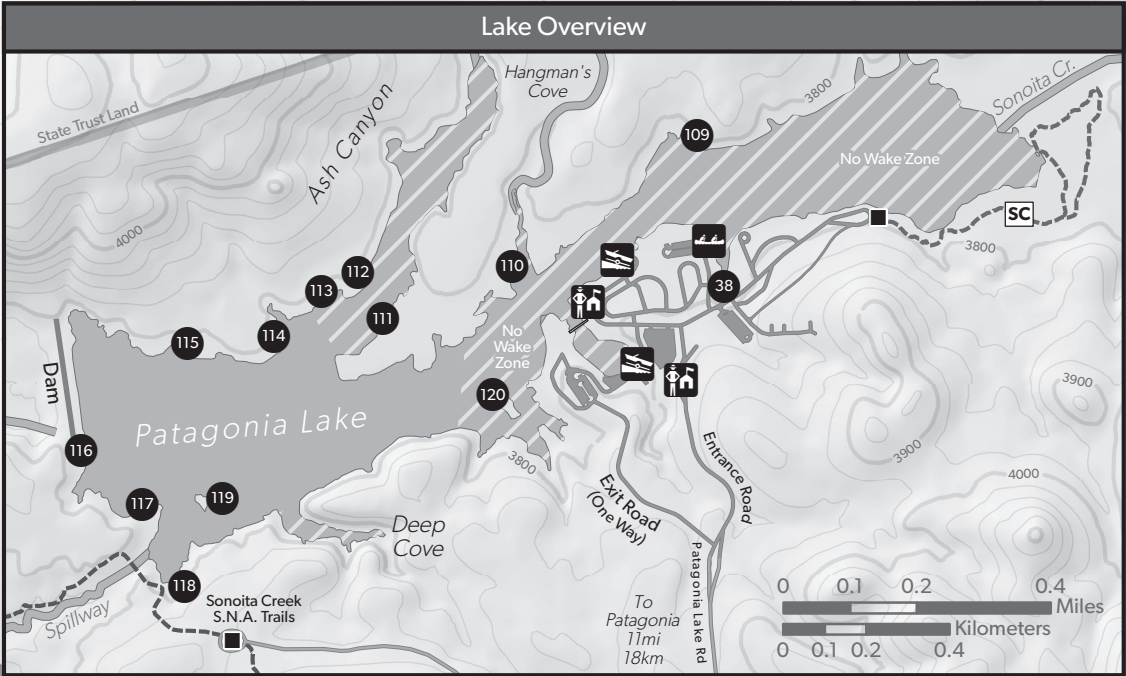 Lake Overview
Hangman's
Cove
3800
Sonoita Cr.
State Trust Land
Ash Canyon
109
No Wake Zone
SC
4000
3800
110
112
113
38
111
114
115
No
Wake
Zone
Dam
120
3900
Patagonia Lake
116
3800
3900
Entrance Road
4000
117
119
Exit Road
(One Way)
Deep
Cove
118
Spillway
Sonoita Creek
S.N.A. Trails
To
Patagonia
11mi
18km
Patagonia Lake Rd
0 0.1 0.2 0.4
Miles
Kilometers
0 0.1 0.2 0.4